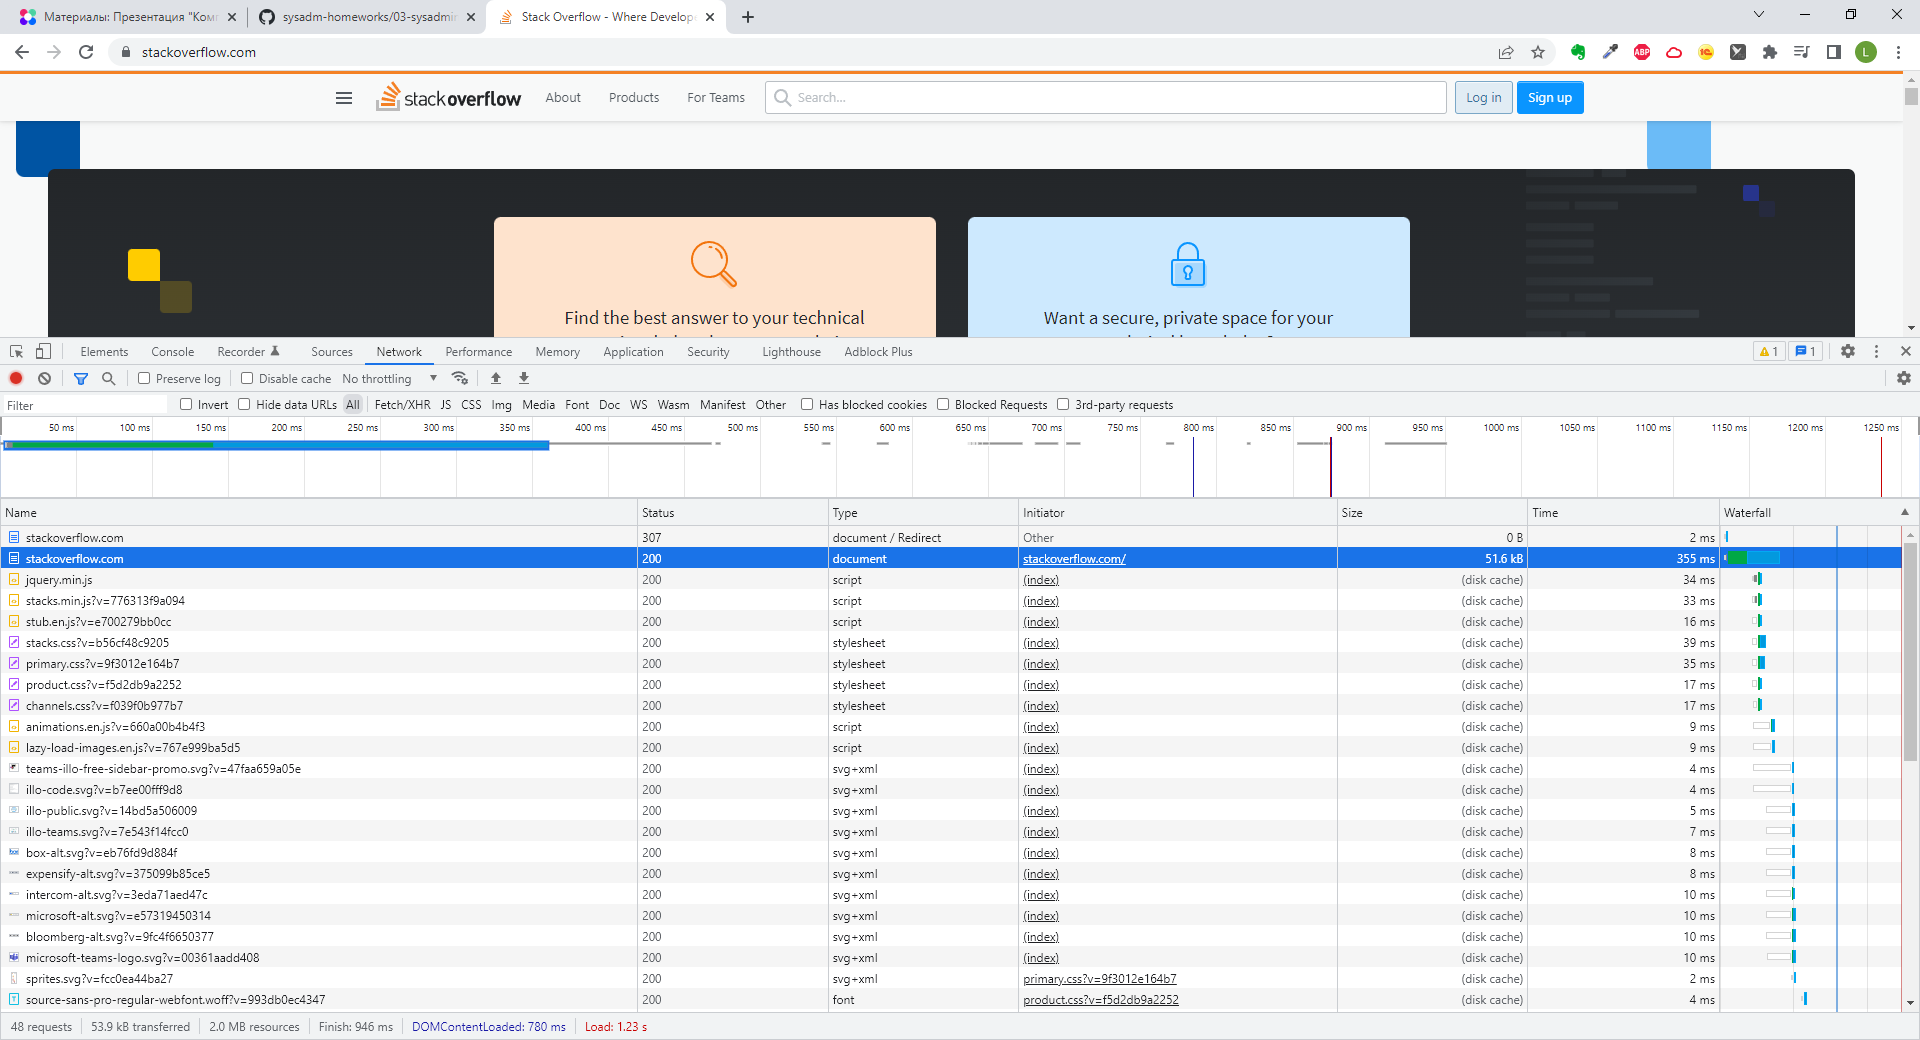 Материалы: Презентация "Комп
sysadm-homeworks/03-sysadmin
Stack Overflow - Where Develope
stackoverflow.com
ABP
L
stackoverflow
About
Products
For Teams
Search...
Log in
Sign up
Find the best answer to your technical
Want a secure, private space for your
Elements
Console
Recorder
Sources
Network
Performance
Memory
Application
Security
Lighthouse
Adblock Plus
1
1
Preserve log
Disable cache
No throttling
Filter
Invert
Hide data URLs
All
Fetch/XHR
JS
CSS
Img
Media
Font
Doc
WS
Wasm
Manifest
Other
Has blocked cookies
Blocked Requests
3rd-party requests
50 ms
100 ms
150 ms
200 ms
250 ms
300 ms
350 ms
400 ms
450 ms
500 ms
550 ms
600 ms
650 ms
700 ms
750 ms
800 ms
850 ms
900 ms
950 ms
1000 ms
1050 ms
1100 ms
1150 ms
1200 ms
1250 ms
Name Status Type Initiator Size Time Waterfall
stackoverflow.com 307 document / Redirect Other 0 B 2 ms
stackoverflow.com 200 document stackoverflow.com/ 51.6 kB 355 ms
jquery.min.js 200 script (index) (disk cache) 34 ms
stacks.min.js?v=776313f9a094 200 script (index) (disk cache) 33 ms
stub.en.js?v=e700279bb0cc 200 script (index) (disk cache) 16 ms
stacks.css?v=b56cf48c9205 200 stylesheet (index) (disk cache) 39 ms
primary.css?v=9f3012e164b7 200 stylesheet (index) (disk cache) 35 ms
product.css?v=f5d2db9a2252 200 stylesheet (index) (disk cache) 17 ms
channels.css?v=f039f0b977b7 200 stylesheet (index) (disk cache) 17 ms
animations.en.js?v=660a00b4b4f3 200 script (index) (disk cache) 9 ms
lazy-load-images.en.js?v=767e999ba5d5 200 script (index) (disk cache) 9 ms
teams-illo-free-sidebar-promo.svg?v=47faa659a05e 200 svg+xml (index) (disk cache) 4 ms
illo-code.svg?v=b7ee00fff9d8 200 svg+xml (index) (disk cache) 4 ms
illo-public.svg?v=14bd5a506009 200 svg+xml (index) (disk cache) 5 ms
illo-teams.svg?v=7e543f14fcc0 200 svg+xml (index) (disk cache) 7 ms
box-alt.svg?v=eb76fd9d884f 200 svg+xml (index) (disk cache) 8 ms
expensify-alt.svg?v=375099b85ce5 200 svg+xml (index) (disk cache) 8 ms
intercom-alt.svg?v=3eda71aed47c 200 svg+xml (index) (disk cache) 10 ms
microsoft-alt.svg?v=e57319450314 200 svg+xml (index) (disk cache) 10 ms
bloomberg-alt.svg?v=9fc4f6650377 200 svg+xml (index) (disk cache) 10 ms
microsoft-teams-logo.svg?v=00361aadd408 200 svg+xml (index) (disk cache) 10 ms
sprites.svg?v=fcc0ea44ba27 200 svg+xml primary.css?v=9f3012e164b7 (disk cache) 2 ms
source-sans-pro-regular-webfont.woff?v=993db0ec4347 200 font product.css?v=f5d2db9a2252 (disk cache) 4 ms
48 requests
53.9 kB transferred
2.0 MB resources
Finish: 946 ms
DOMContentLoaded: 780 ms
Load: 1.23 s